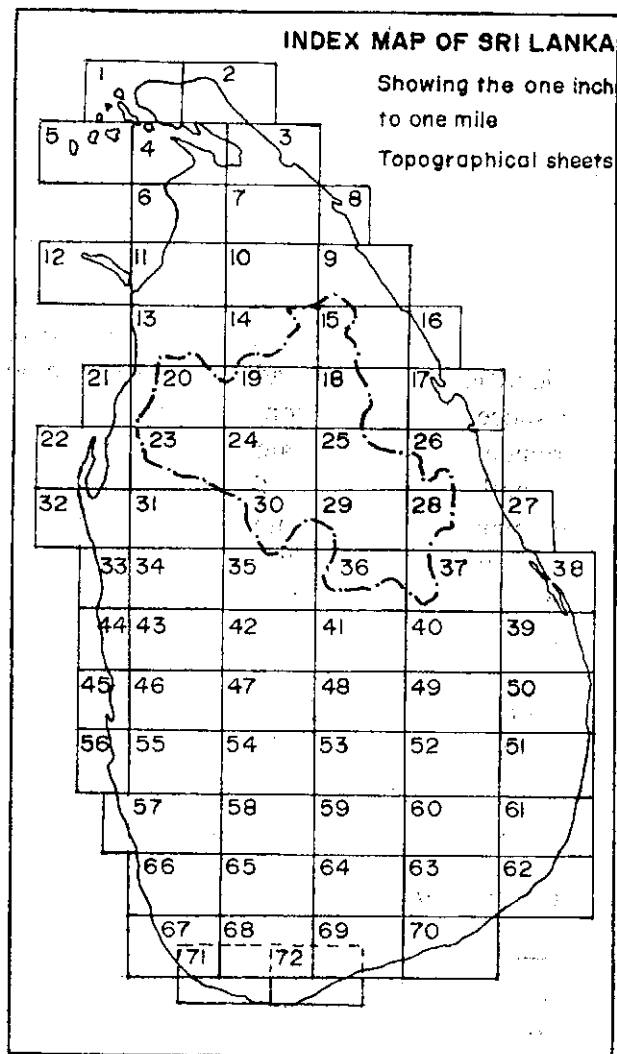 INDEX MAP OF SRI LANKA
Showing the one inch
to one mile
Topographical sheets
1 2
5 4 3
6 7 8
12 11 10 9
13 14 15 16
21 20 19 18 17
22 23 24 25 26
32 31 30 29 28 27
33 34 35 36 37 38
44 43 42 41 40 39
45 46 47 48 49 50
56 55 54 53 52 51
57 58 59 60 61
66 65 64 63 62
67 68 69 70
71 72